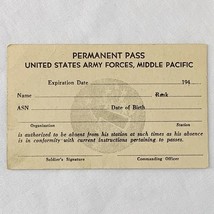 PERMANENT PASS
UNITED STATES ARMY FORCES, MIDDLE PACIFIC
Expiration Date 194
Name Rank
ASN Date of Birth
Organization Station
is authorized to be absent from his station at such times as his absence
is in conformity with current instructions pertaining to passes.
Soldier's Signature Commanding Officer